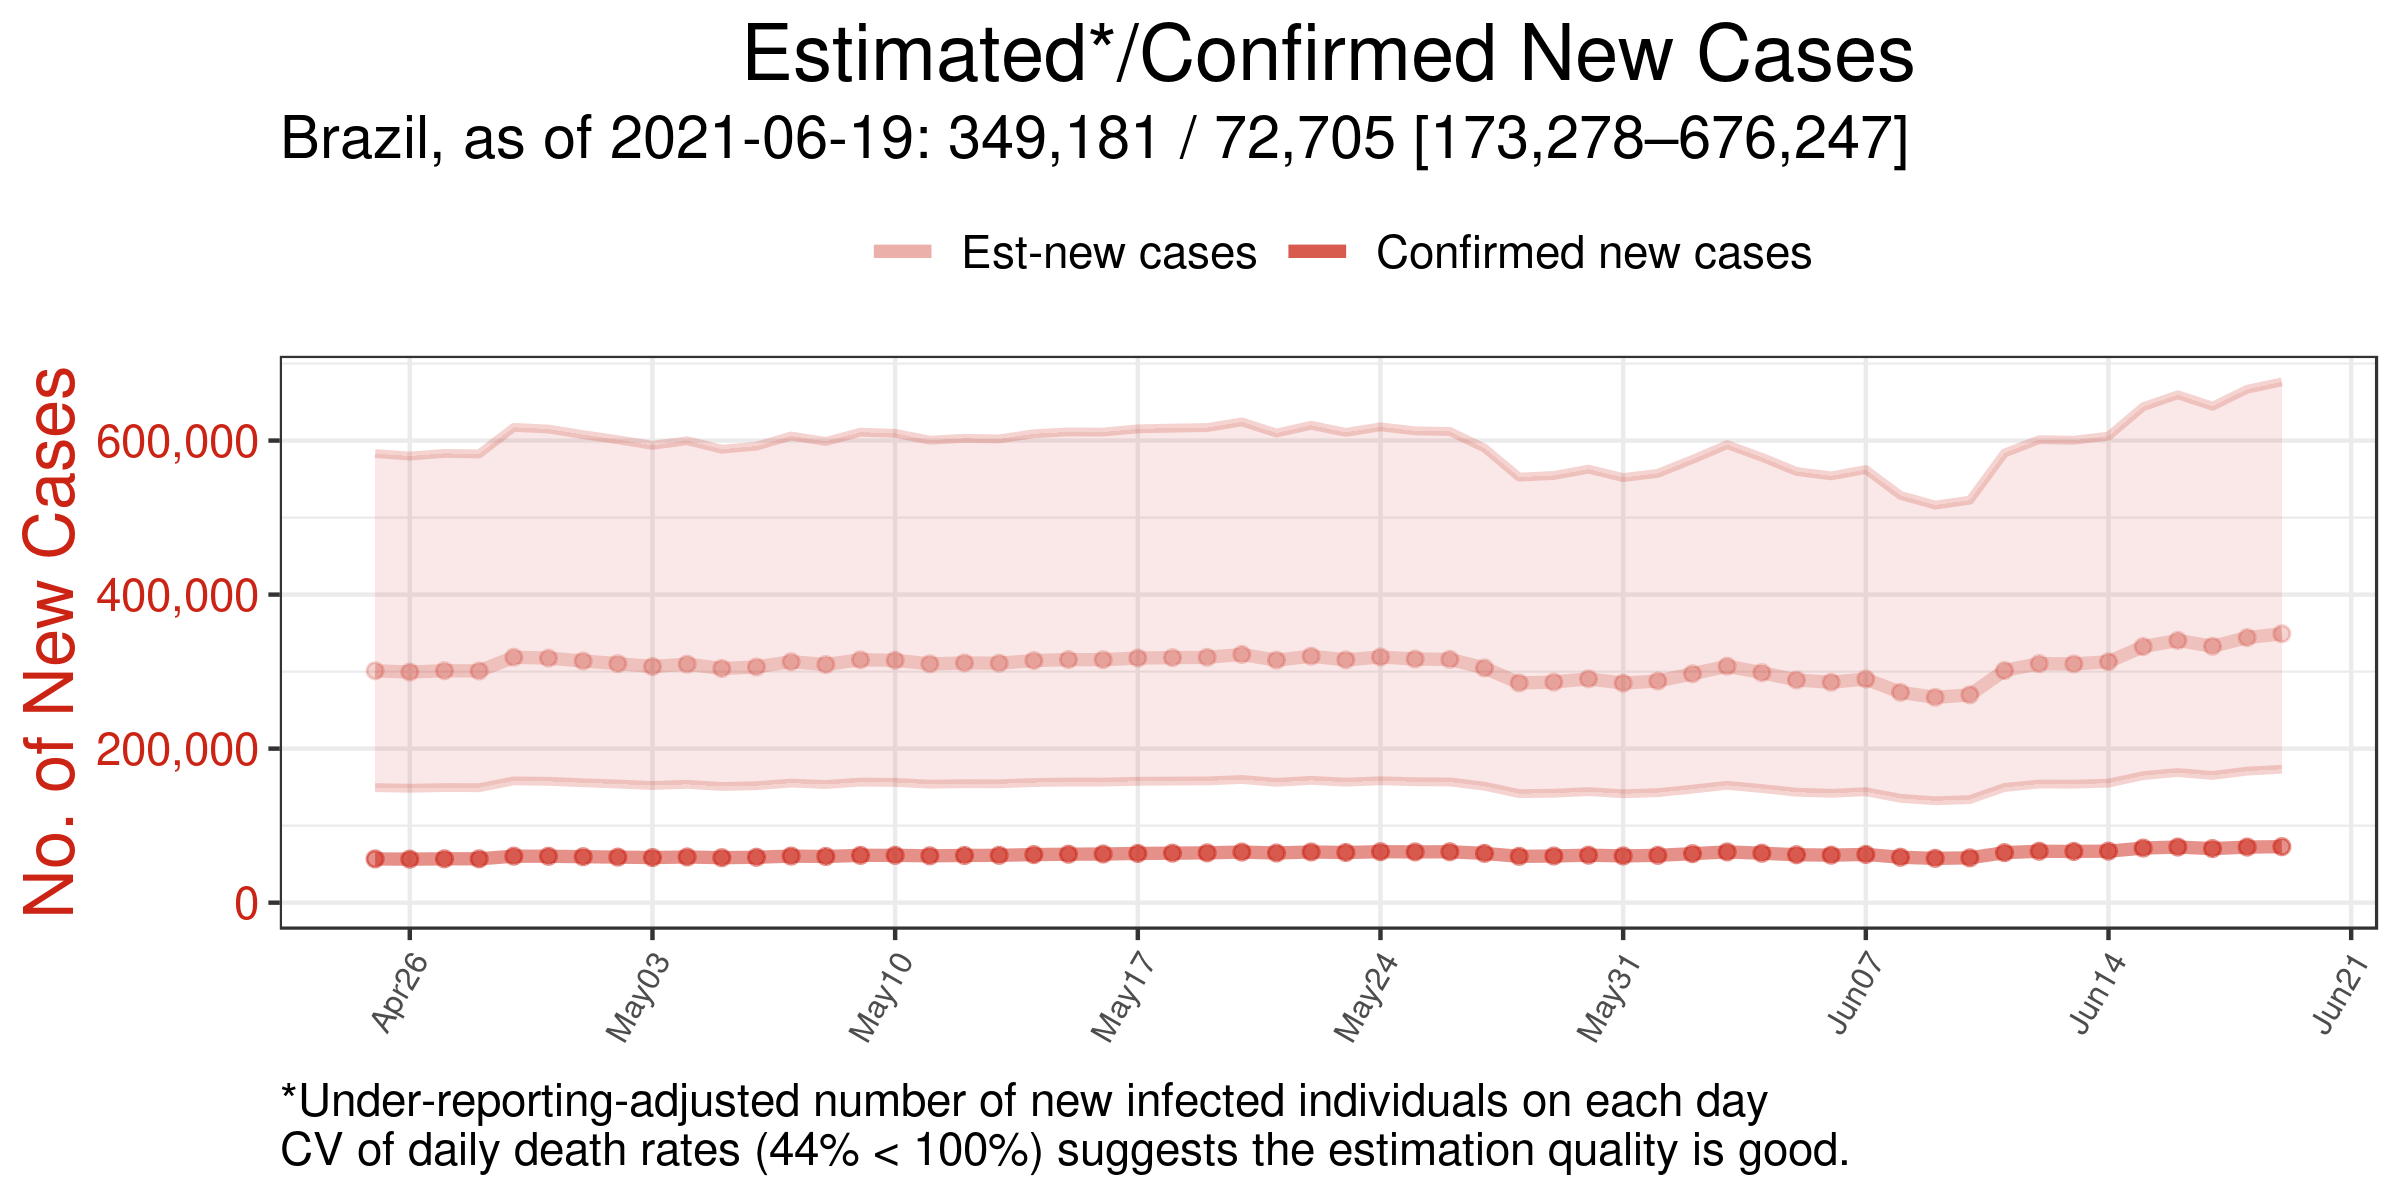 Estimated*/Confirmed New Cases
Brazil, as of 2021-06-19: 349,181 / 72,705 [173,278–676,247]
Est-new cases
Confirmed new cases
No. of New Cases
600,000
400,000
200,000
0
Apr26
May03
May10
May17
May24
May31
Jun07
Jun14
Jun21
*Under-reporting-adjusted number of new infected individuals on each day
CV of daily death rates (44% < 100%) suggests the estimation quality is good.